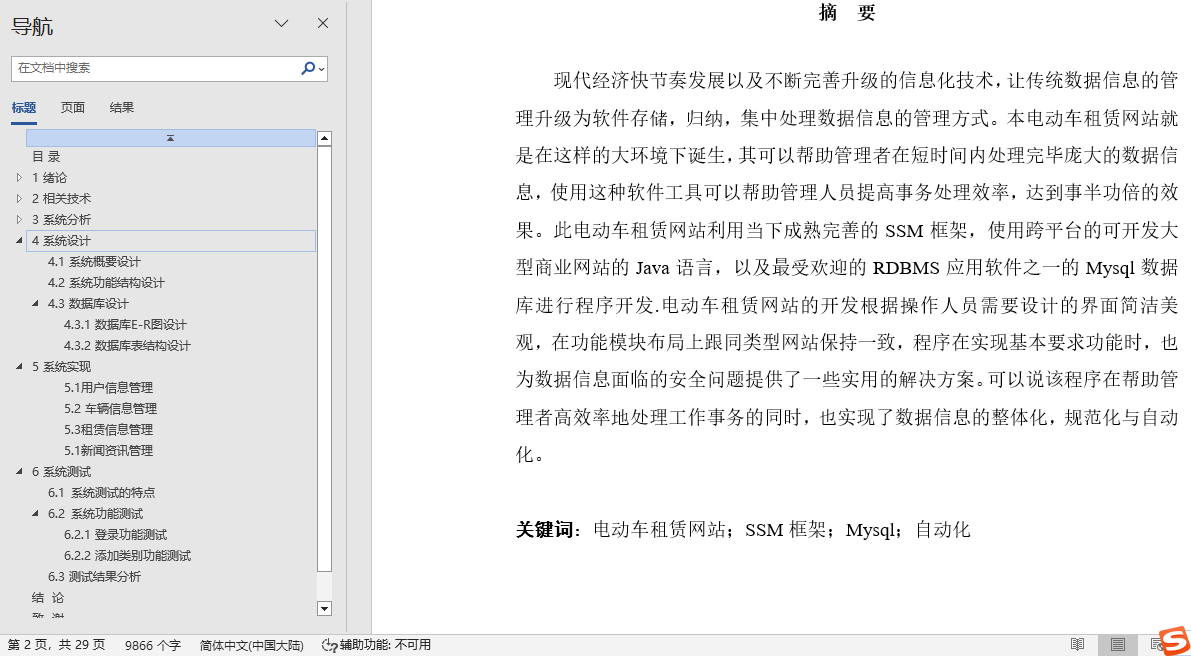 导航
在文档中搜索
标题 页面 结果
目 录
1 绪论
2 相关技术
3 系统分析
4 系统设计
4.1 系统概要设计
4.2 系统功能结构设计
4.3 数据库设计
4.3.1 数据库E-R图设计
4.3.2 数据库表结构设计
5 系统实现
5.1用户信息管理
5.2 车辆信息管理
5.3租赁信息管理
5.1新闻资讯管理
6 系统测试
6.1 系统测试的特点
6.2 系统功能测试
6.2.1 登录功能测试
6.2.2 添加类别功能测试
6.3 测试结果分析
结 论
致 谢
摘 要
现代经济快节奏发展以及不断完善升级的信息化技术，让传统数据信息的管
理升级为软件存储，归纳，集中处理数据信息的管理方式。本电动车租赁网站就
是在这样的大环境下诞生，其可以帮助管理者在短时间内处理完毕庞大的数据信
息，使用这种软件工具可以帮助管理人员提高事务处理效率，达到事半功倍的效
果。此电动车租赁网站利用当下成熟完善的 SSM 框架，使用跨平台的可开发大
型商业网站的 Java 语言，以及最受欢迎的 RDBMS 应用软件之一的 Mysql 数据
库进行程序开发.电动车租赁网站的开发根据操作人员需要设计的界面简洁美
观，在功能模块布局上跟同类型网站保持一致，程序在实现基本要求功能时，也
为数据信息面临的安全问题提供了一些实用的解决方案。可以说该程序在帮助管
理者高效率地处理工作事务的同时，也实现了数据信息的整体化，规范化与自动
化。
关键词：电动车租赁网站；SSM 框架；Mysql；自动化
第 2 页，共 29 页 9866 个字 简体中文(中国大陆) 辅助功能: 不可用